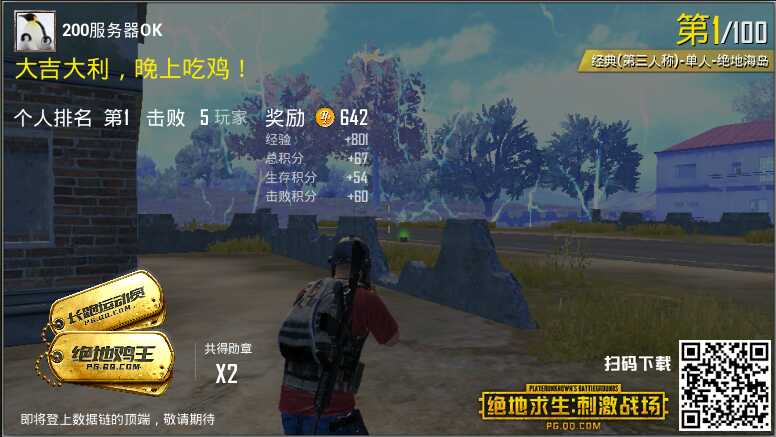 200服务器OK
第1/100
经典(第三人称)-单人-绝地海岛
大吉大利，晚上吃鸡！
个人排名 第1 击败 5 玩家
奖励 642
经验 +801
总积分 +67
生存积分 +54
击败积分 +60
长跑运动员
PG.QQ.COM
绝地鸡王
PG.QQ.COM
共得勋章
X2
即将登上数据链的顶端，敬请期待
扫码下载
PLAYERUNKNOWN'S BATTLEGROUNDS
绝地求生:刺激战场
PG.QQ.COM